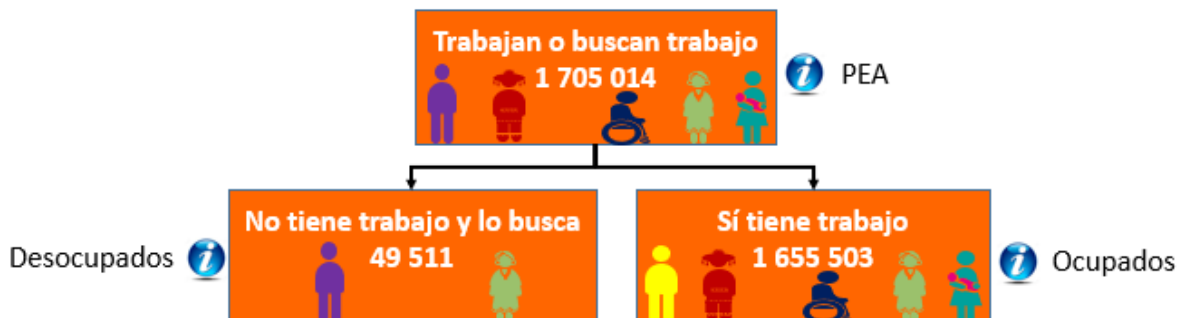 Trabajan o buscan trabajo
1 705 014
i PEA
No tiene trabajo y lo busca
49 511
Desocupados i
Sí tiene trabajo
1 655 503
i Ocupados